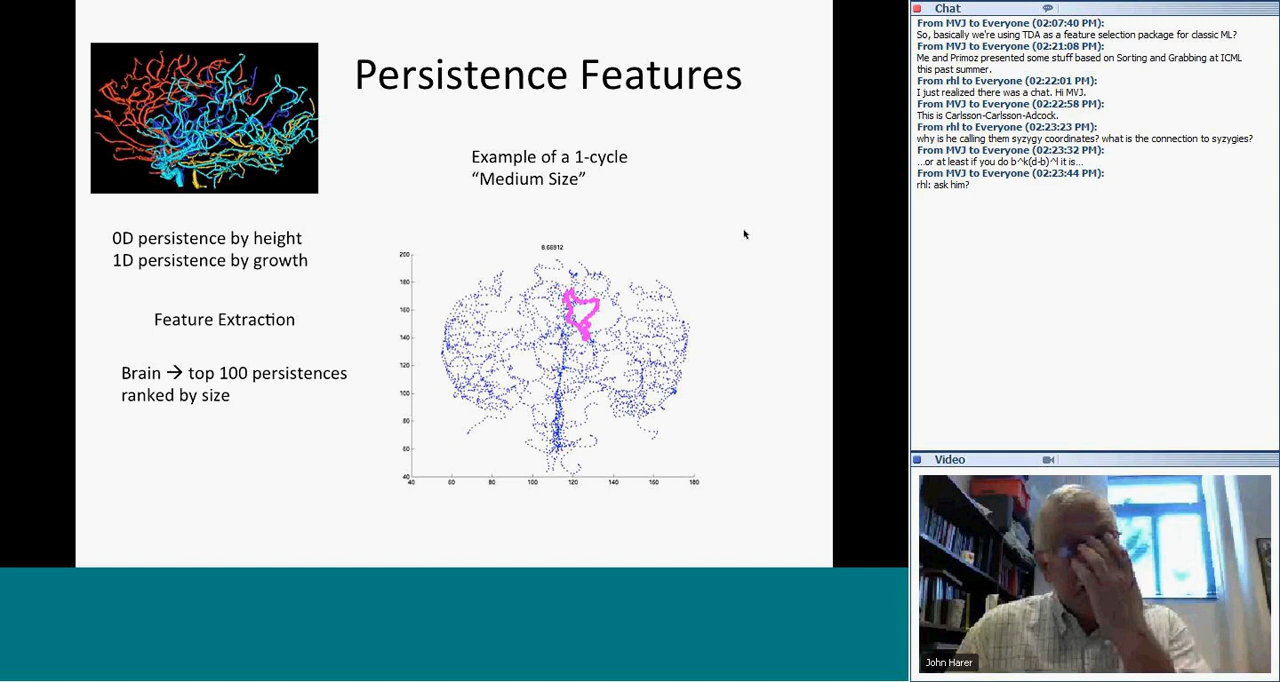 Persistence Features
Example of a 1-cycle
“Medium Size”
0D persistence by height
1D persistence by growth
Feature Extraction
Brain → top 100 persistences
ranked by size
200
180
160
140
120
100
80
60
40
40 60 80 100 120 140 160 180
Chat
From MVJ to Everyone (02:07:40 PM):
So, basically we're using TDA as a feature selection package for classic ML?
From MVJ to Everyone (02:21:08 PM):
Me and Primoz presented some stuff based on Sorting and Grabbing at ICML
this past summer.
From rhl to Everyone (02:22:01 PM):
I just realized there was a chat. Hi MVJ.
From MVJ to Everyone (02:22:58 PM):
This is Carlsson-Carlsson-Adcock.
From rhl to Everyone (02:23:23 PM):
why is he calling them syzygy coordinates? what is the connection to syzygies?
From MVJ to Everyone (02:23:32 PM):
...or at least if you do b^k(d-b)^l it is...
From MVJ to Everyone (02:23:44 PM):
rhl: ask him?
Video
John Harer